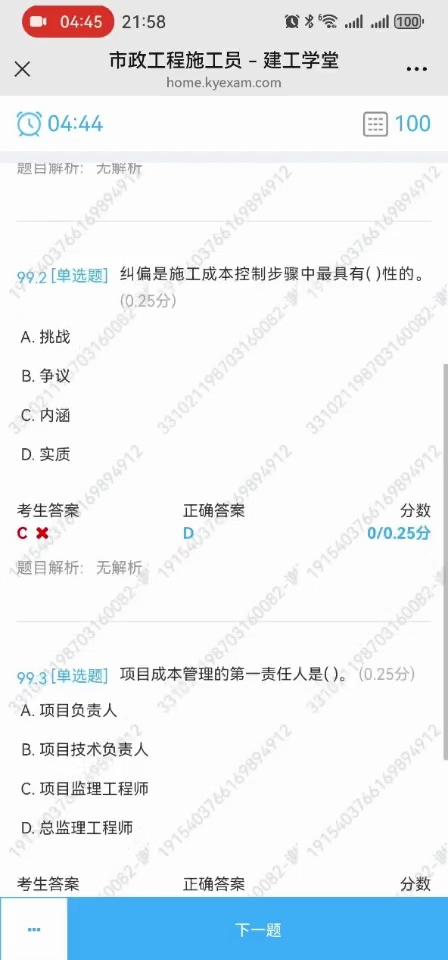 04:45 21:58 6 100
市政工程施工员 – 建工学堂
home.kyexam.com
04:44 100
题目解析: 无解析
99.2 [单选题] 纠偏是施工成本控制步骤中最具有( )性的。
(0.25分)
A. 挑战
B. 争议
C. 内涵
D. 实质
考生答案 正确答案 分数
C ✖ D 0/0.25分
题目解析: 无解析
99.3 [单选题] 项目成本管理的第一责任人是( )。 (0.25分)
A. 项目负责人
B. 项目技术负责人
C. 项目监理工程师
D. 总监理工程师
考生答案 正确答案 分数
... 下一题